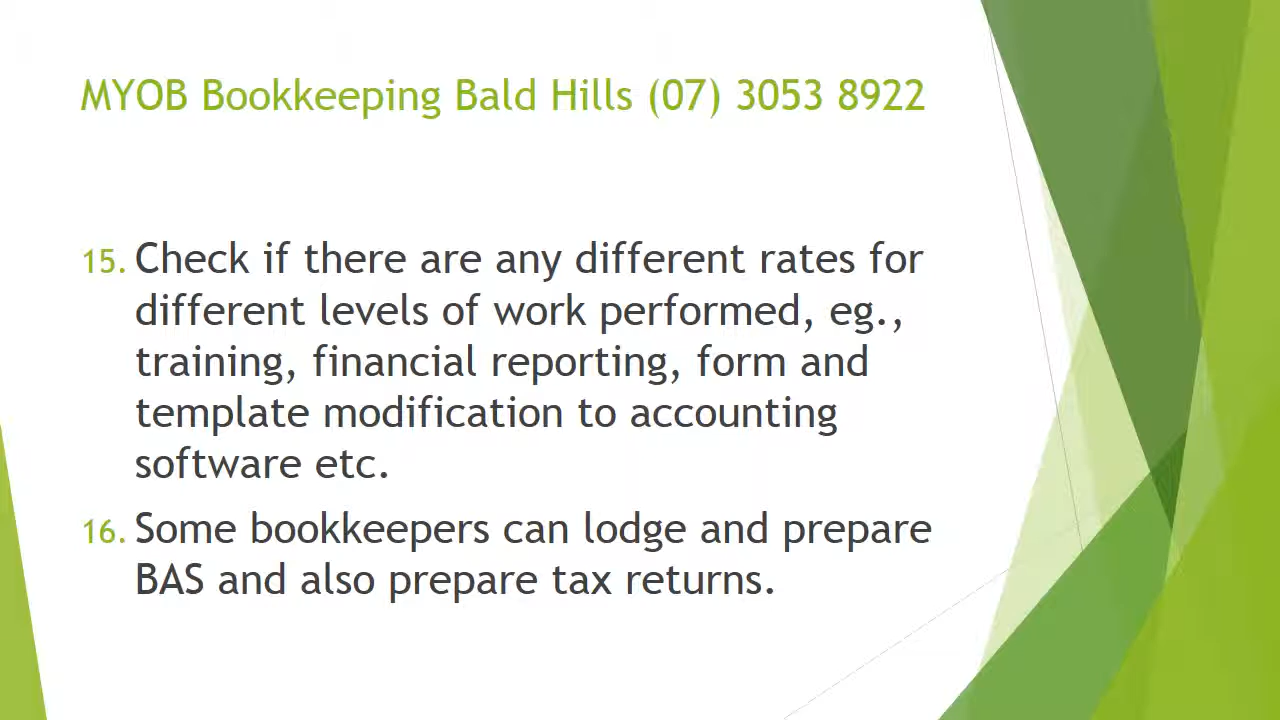 MYOB Bookkeeping Bald Hills (07) 3053 8922
15. Check if there are any different rates for
different levels of work performed, eg.,
training, financial reporting, form and
template modification to accounting
software etc.
16. Some bookkeepers can lodge and prepare
BAS and also prepare tax returns.